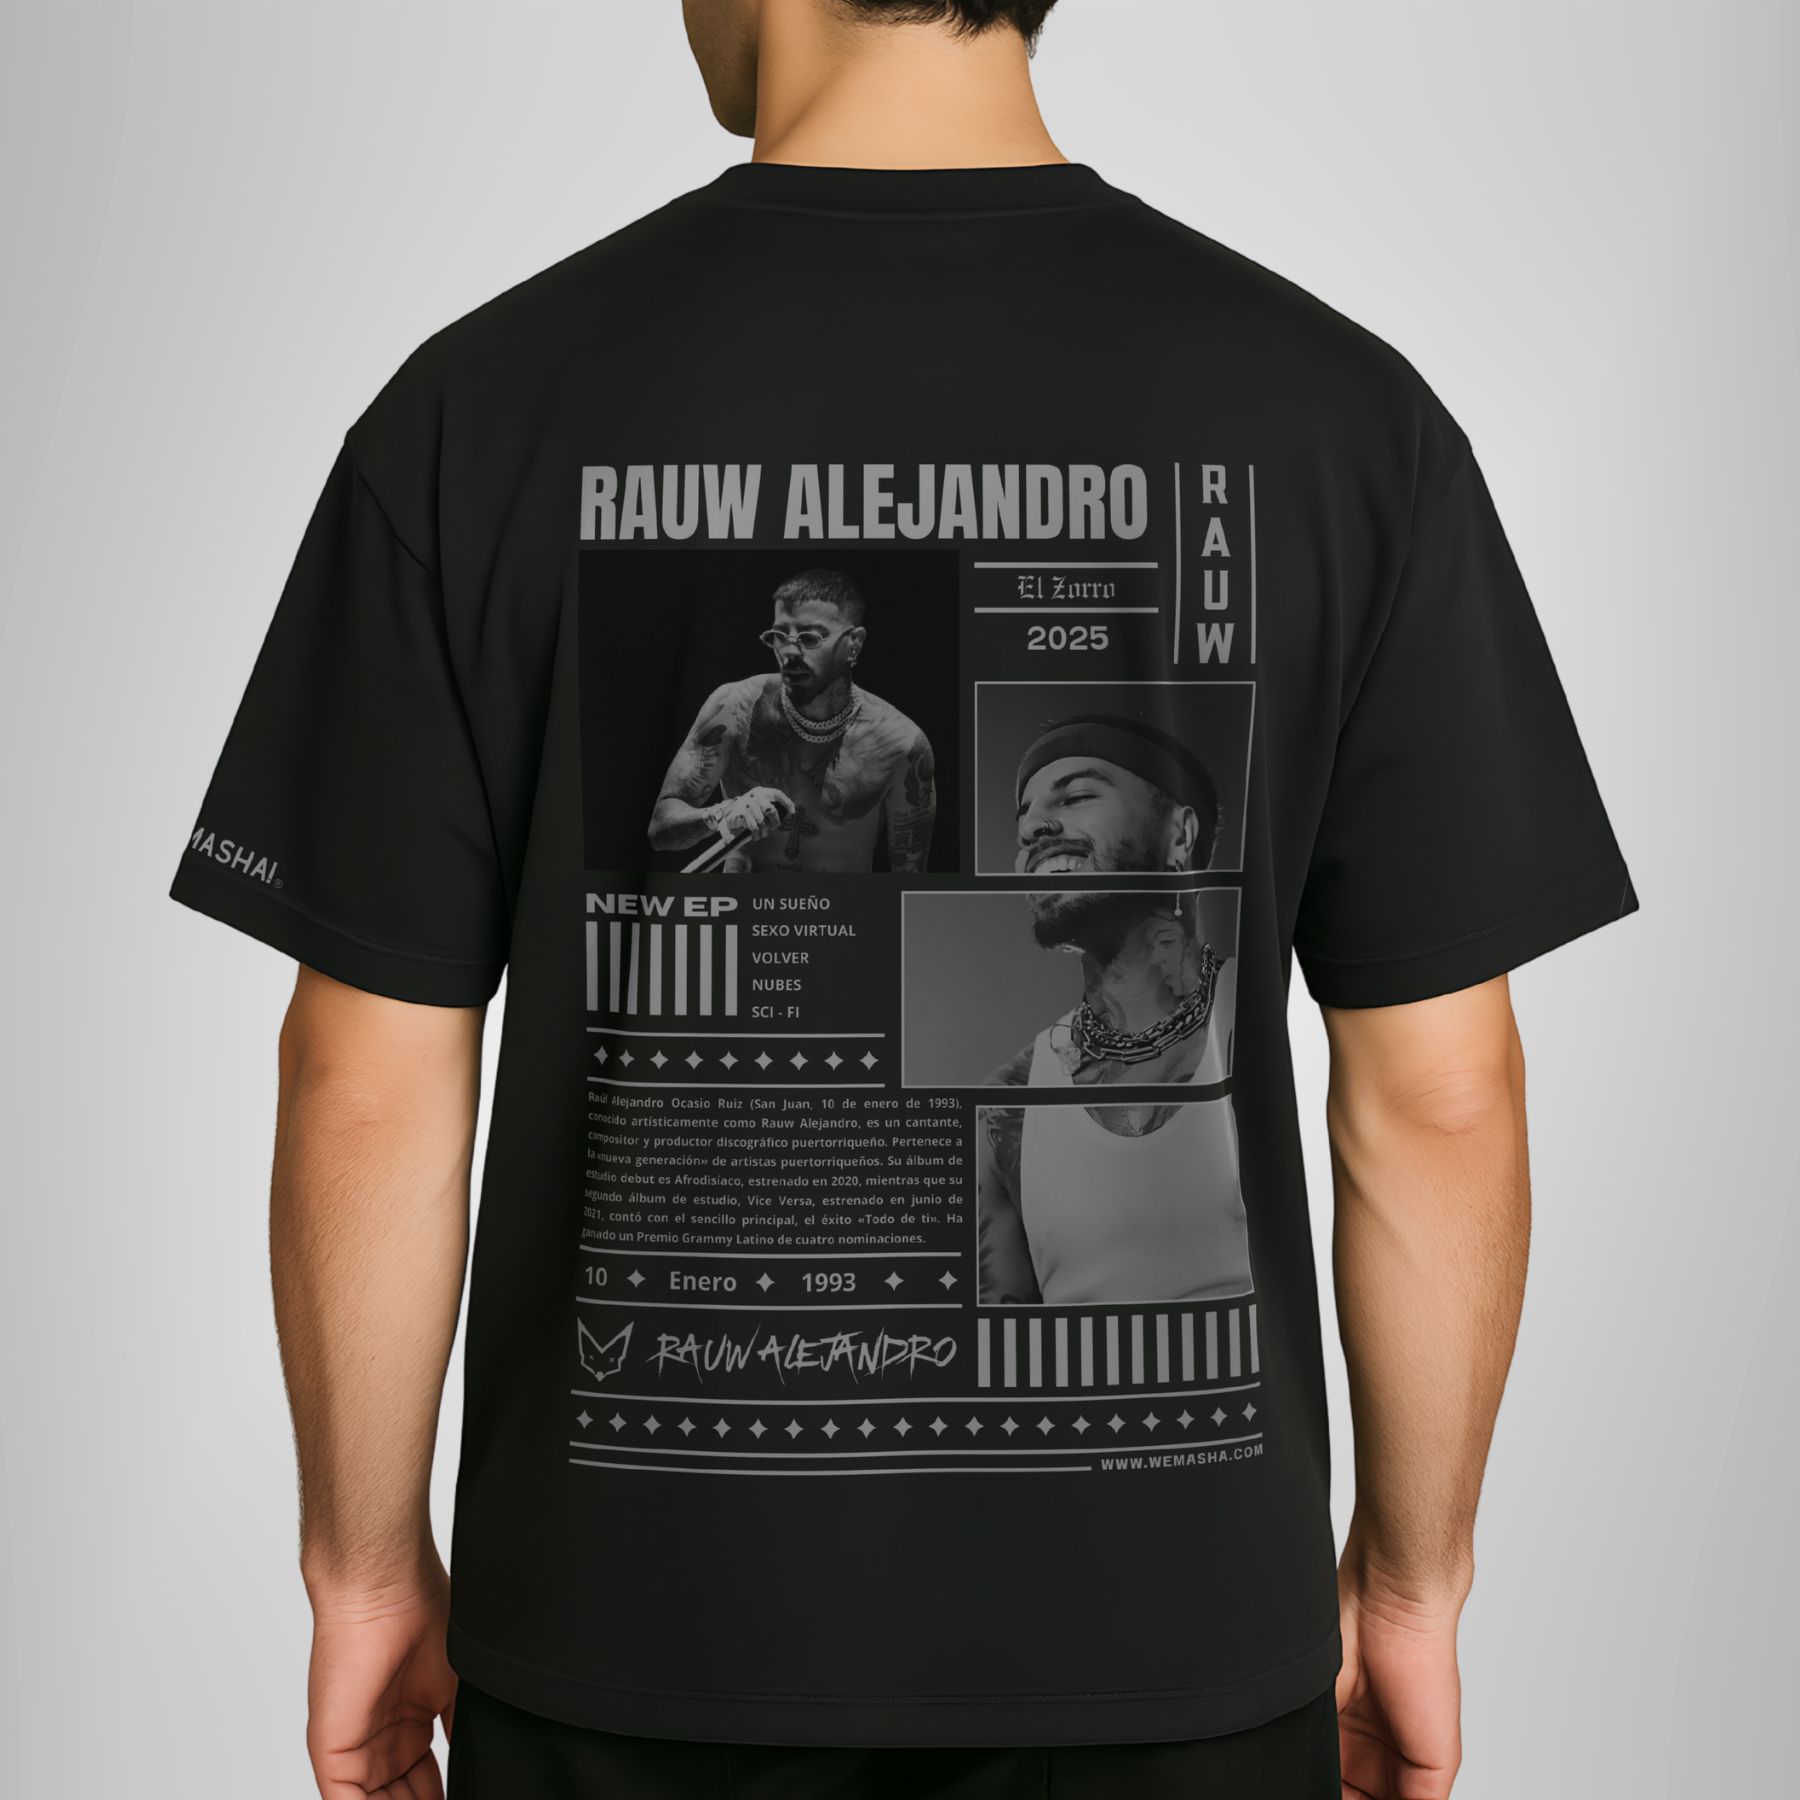 RAUW ALEJANDRO
RAUW
El Zorro
2025
MASHA!®
NEW EP
UN SUEÑO
SEXO VIRTUAL
VOLVER
NUBES
SCI - FI
Raúl Alejandro Ocasio Ruiz (San Juan, 10 de enero de 1993),
conocido artísticamente como Rauw Alejandro, es un cantante,
compositor y productor discográfico puertorriqueño. Pertenece a
la «nueva generación» de artistas puertorriqueños. Su álbum de
estudio debut es Afrodisíaco, estrenado en 2020, mientras que su
segundo álbum de estudio, Vice Versa, estrenado en junio de
2021, contó con el sencillo principal, el éxito «Todo de ti». Ha
ganado un Premio Grammy Latino de cuatro nominaciones.
10 ✦ Enero ✦ 1993 ✦ ✦
RAUW ALEJANDRO
WWW.WEMASHA.COM